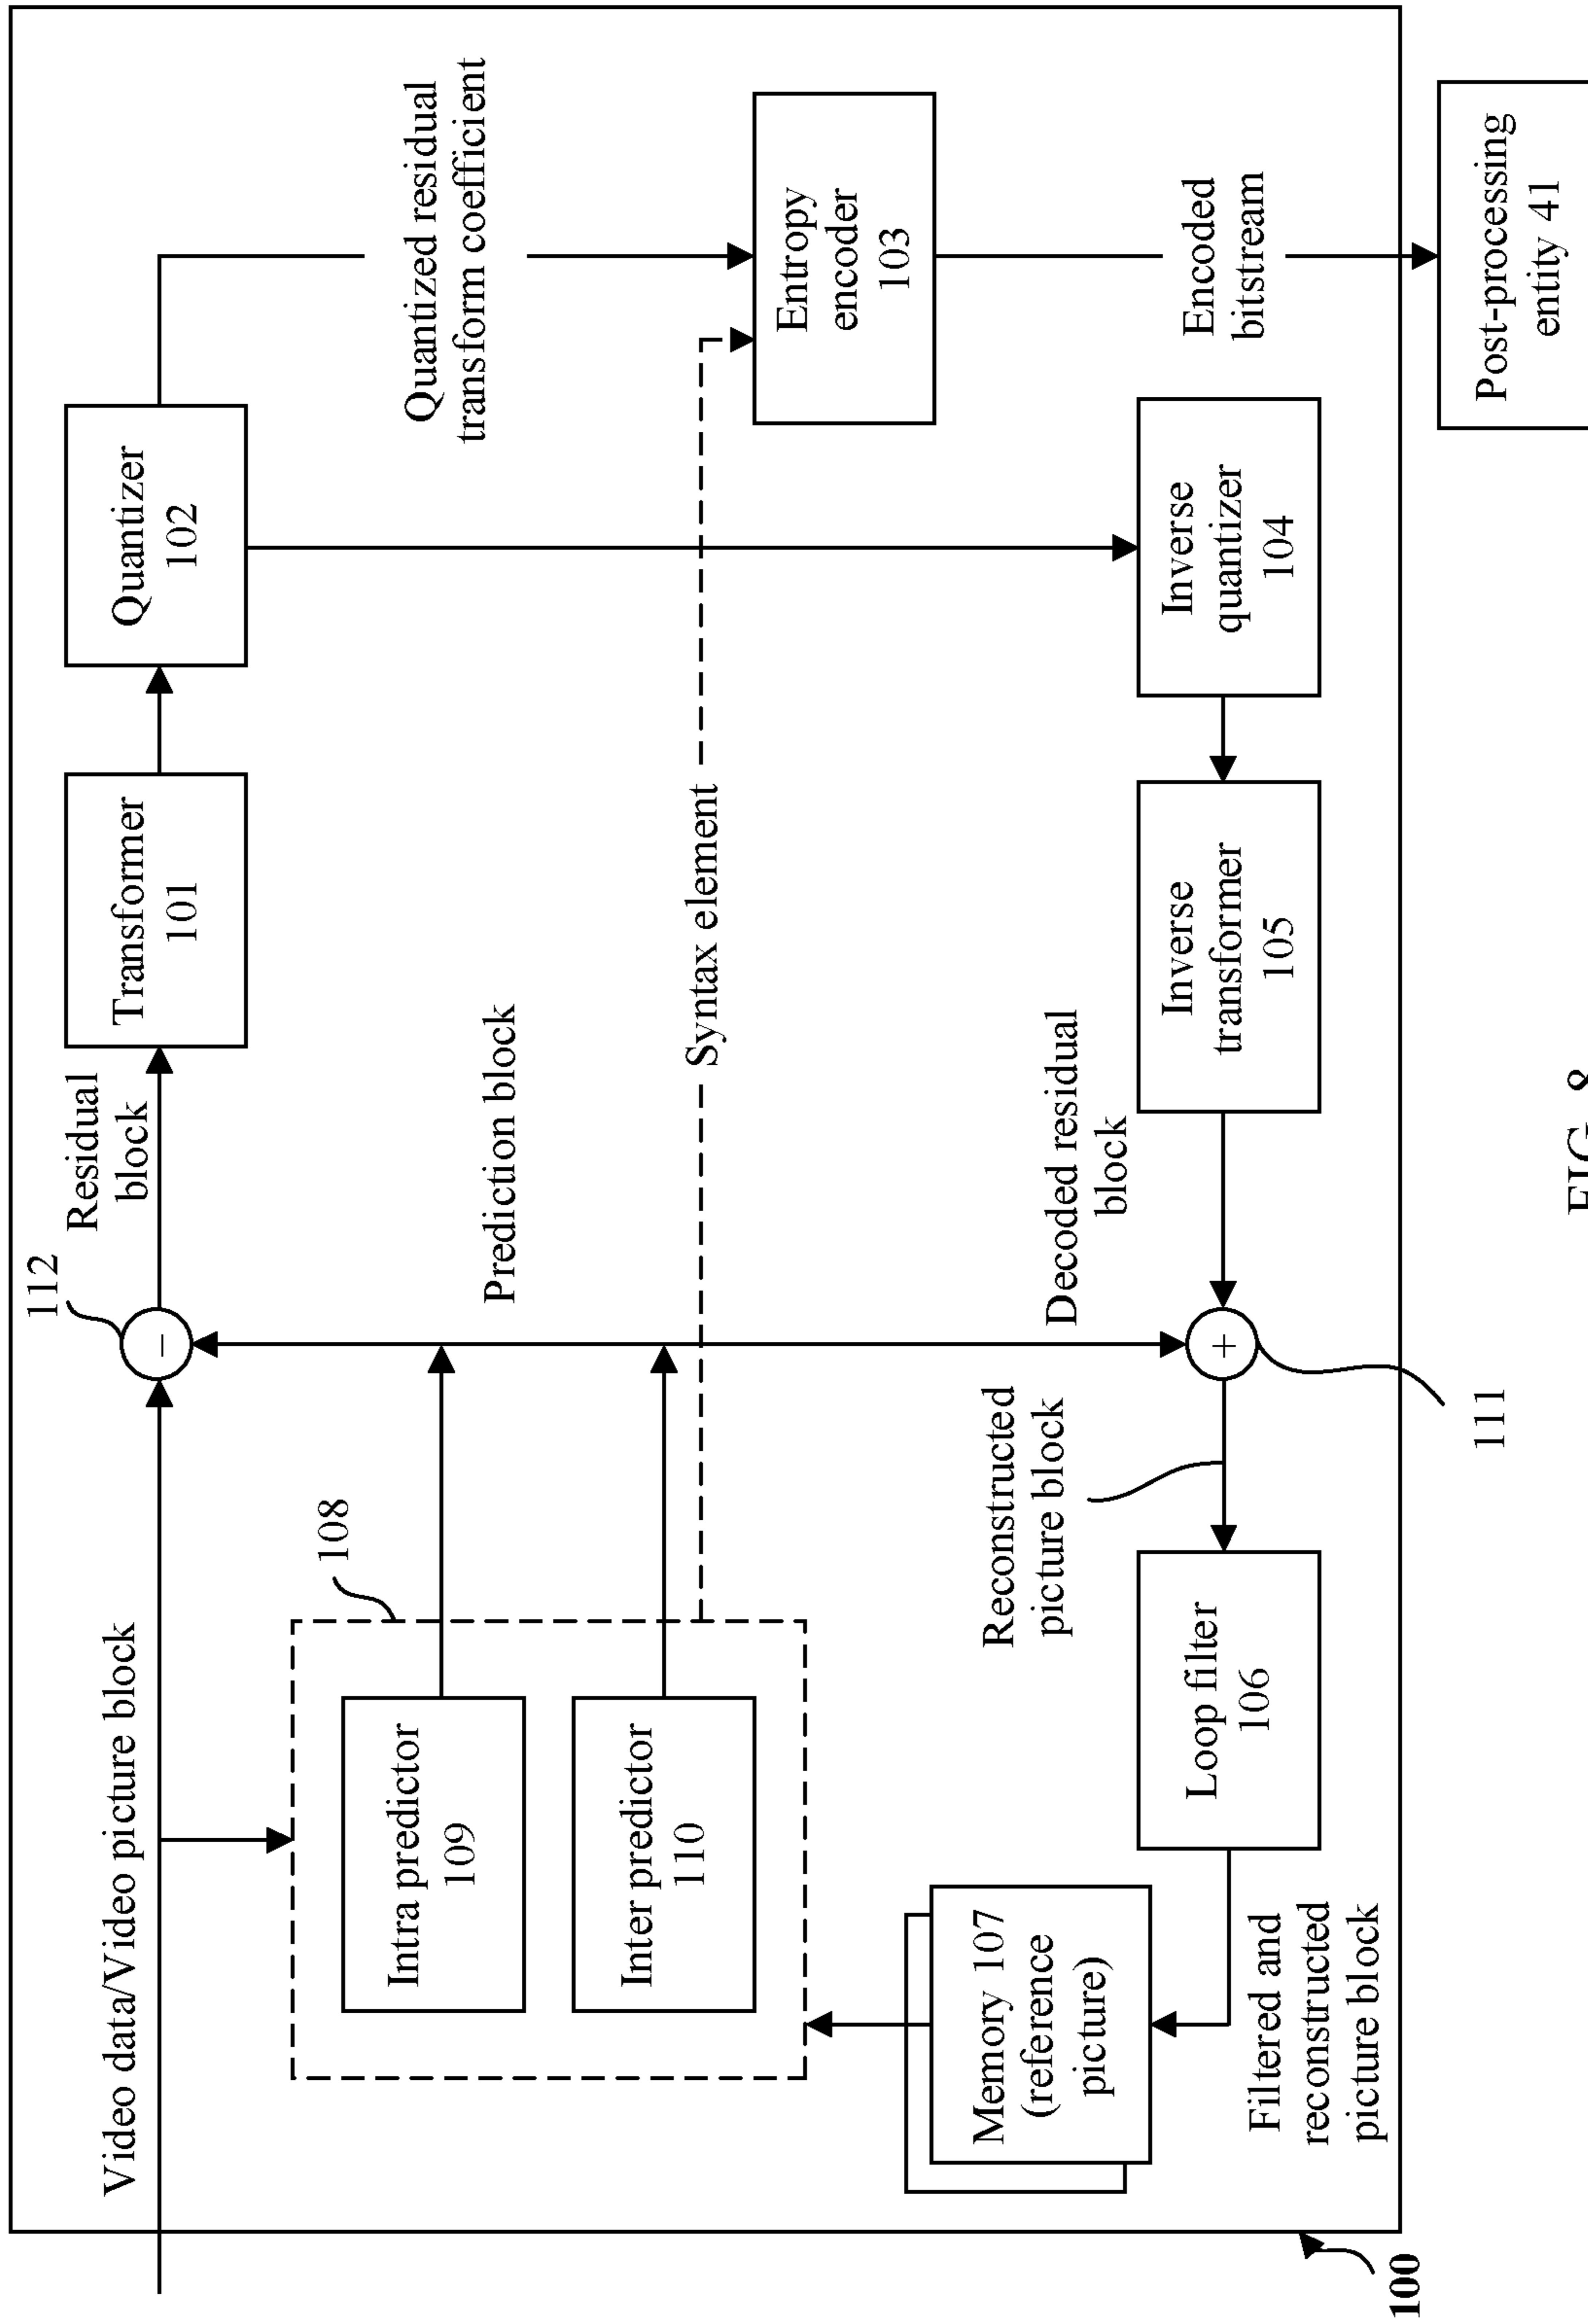 112
Residual
block
Transformer
101
Quantizer
102
Quantized residual
transform coefficient
Video data/Video picture block
108
Intra predictor
109
Inter predictor
110
Prediction block
Syntax element
Entropy
encoder
103
Encoded
bitstream
Post-processing
entity 41
Memory 107
(reference
picture)
Filtered and
reconstructed
picture block
Loop filter
106
Reconstructed
picture block
111
Decoded residual
block
Inverse
transformer
105
Inverse
quantizer
104
100
FIG. 8